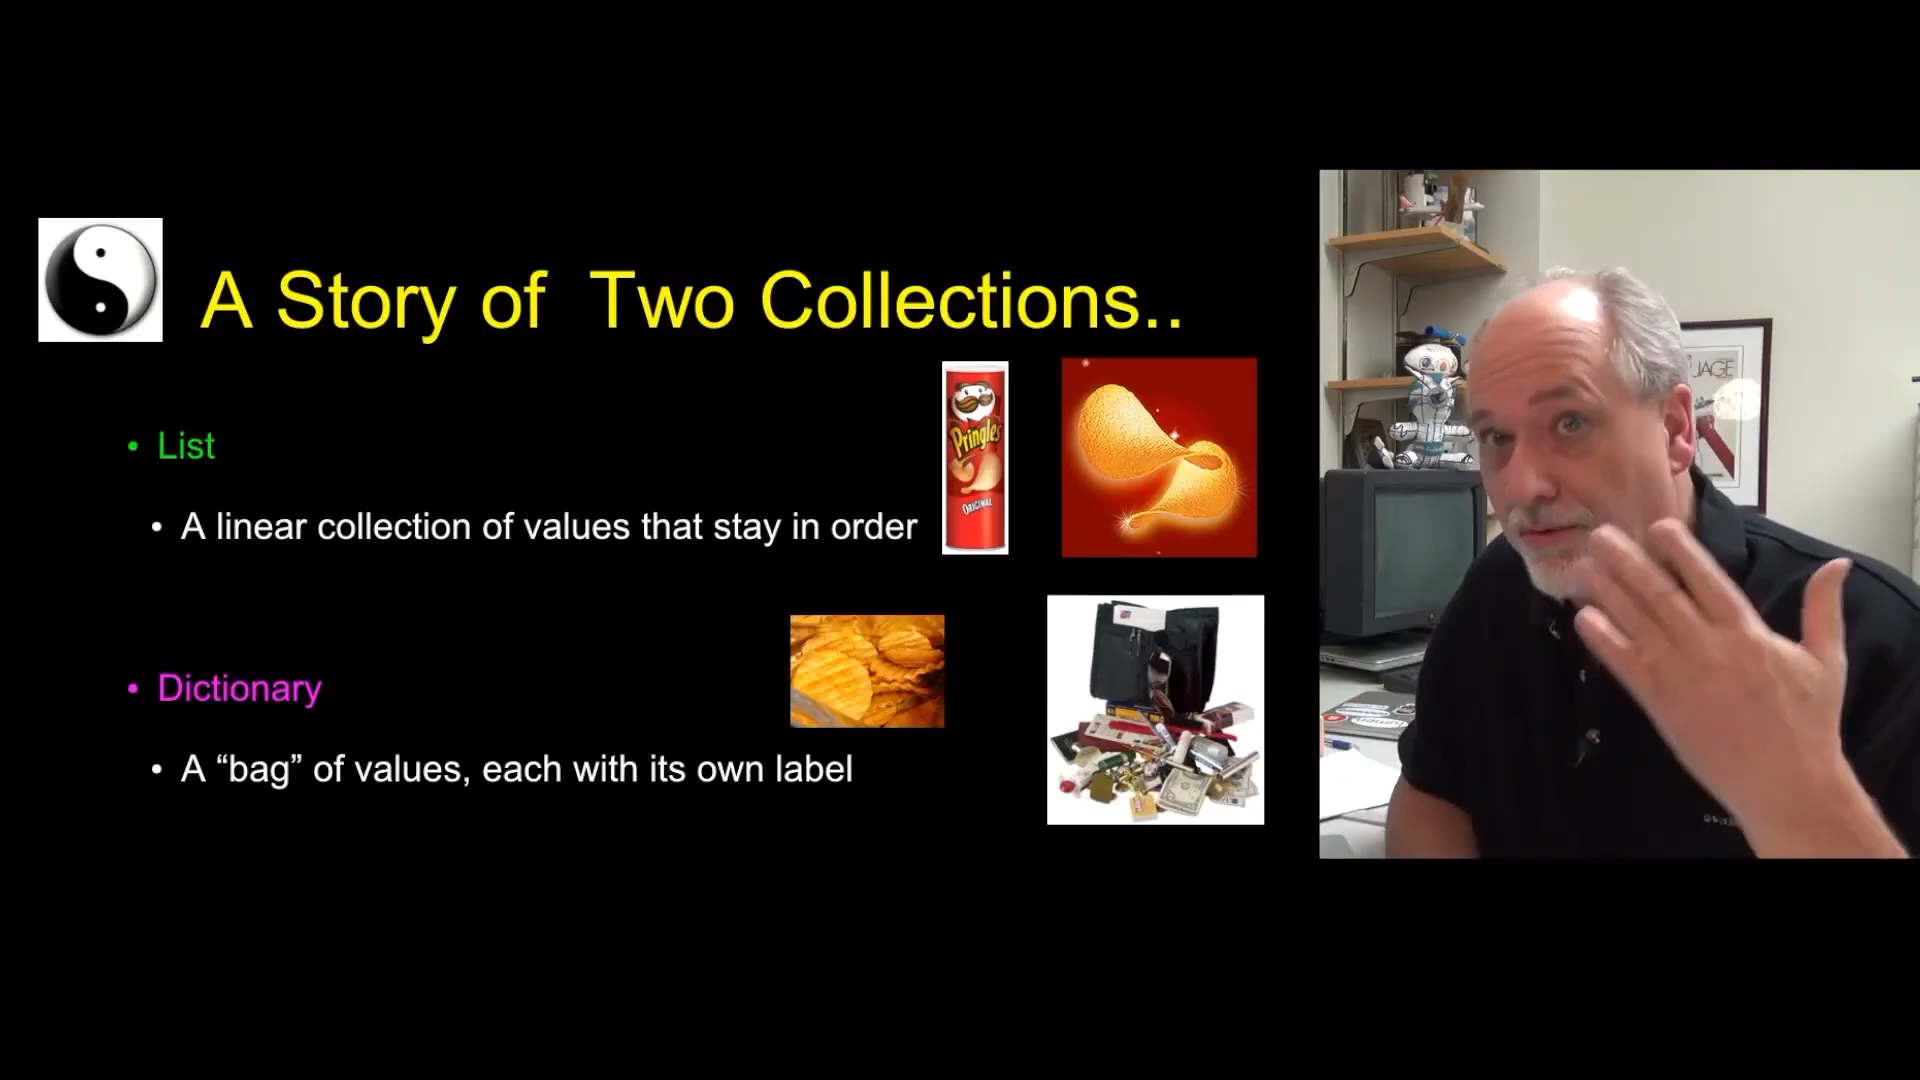 A Story of Two Collections..
• List
• A linear collection of values that stay in order
Pringles
ORIGINAL
• Dictionary
• A “bag” of values, each with its own label
JAGE